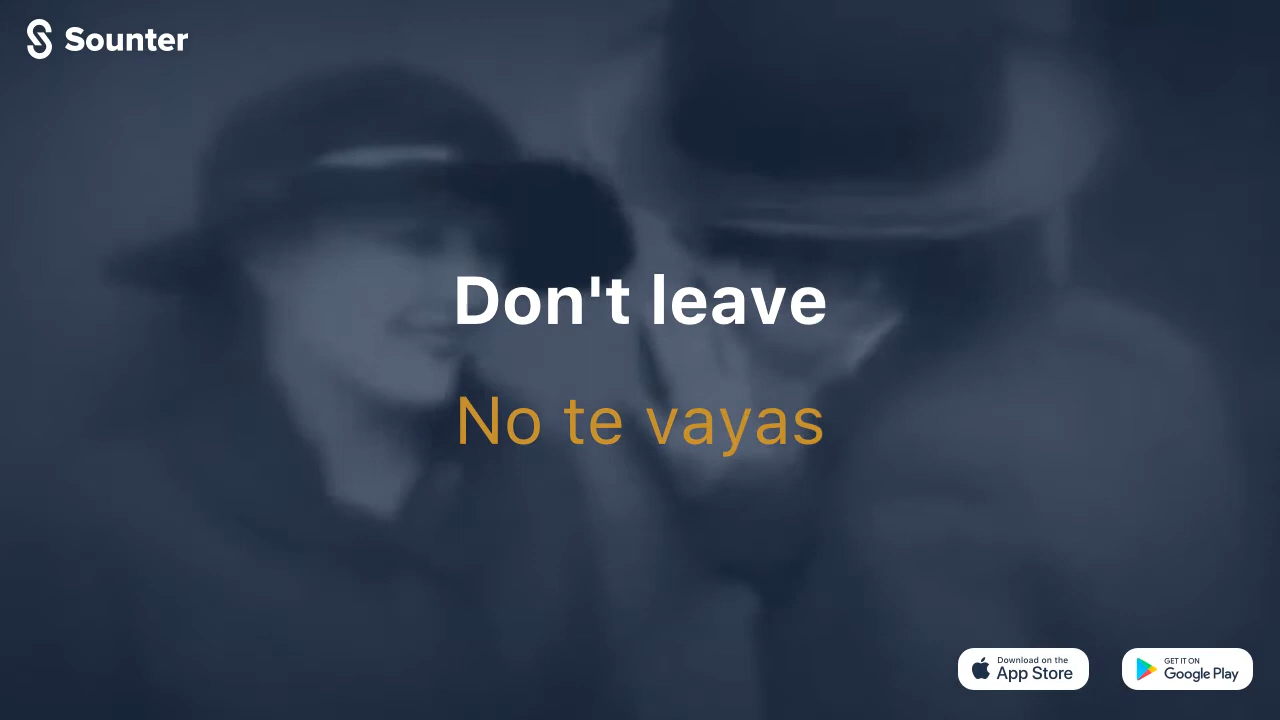 Sounter
Don't leave
No te vayas
Download on the
App Store
GET IT ON
Google Play